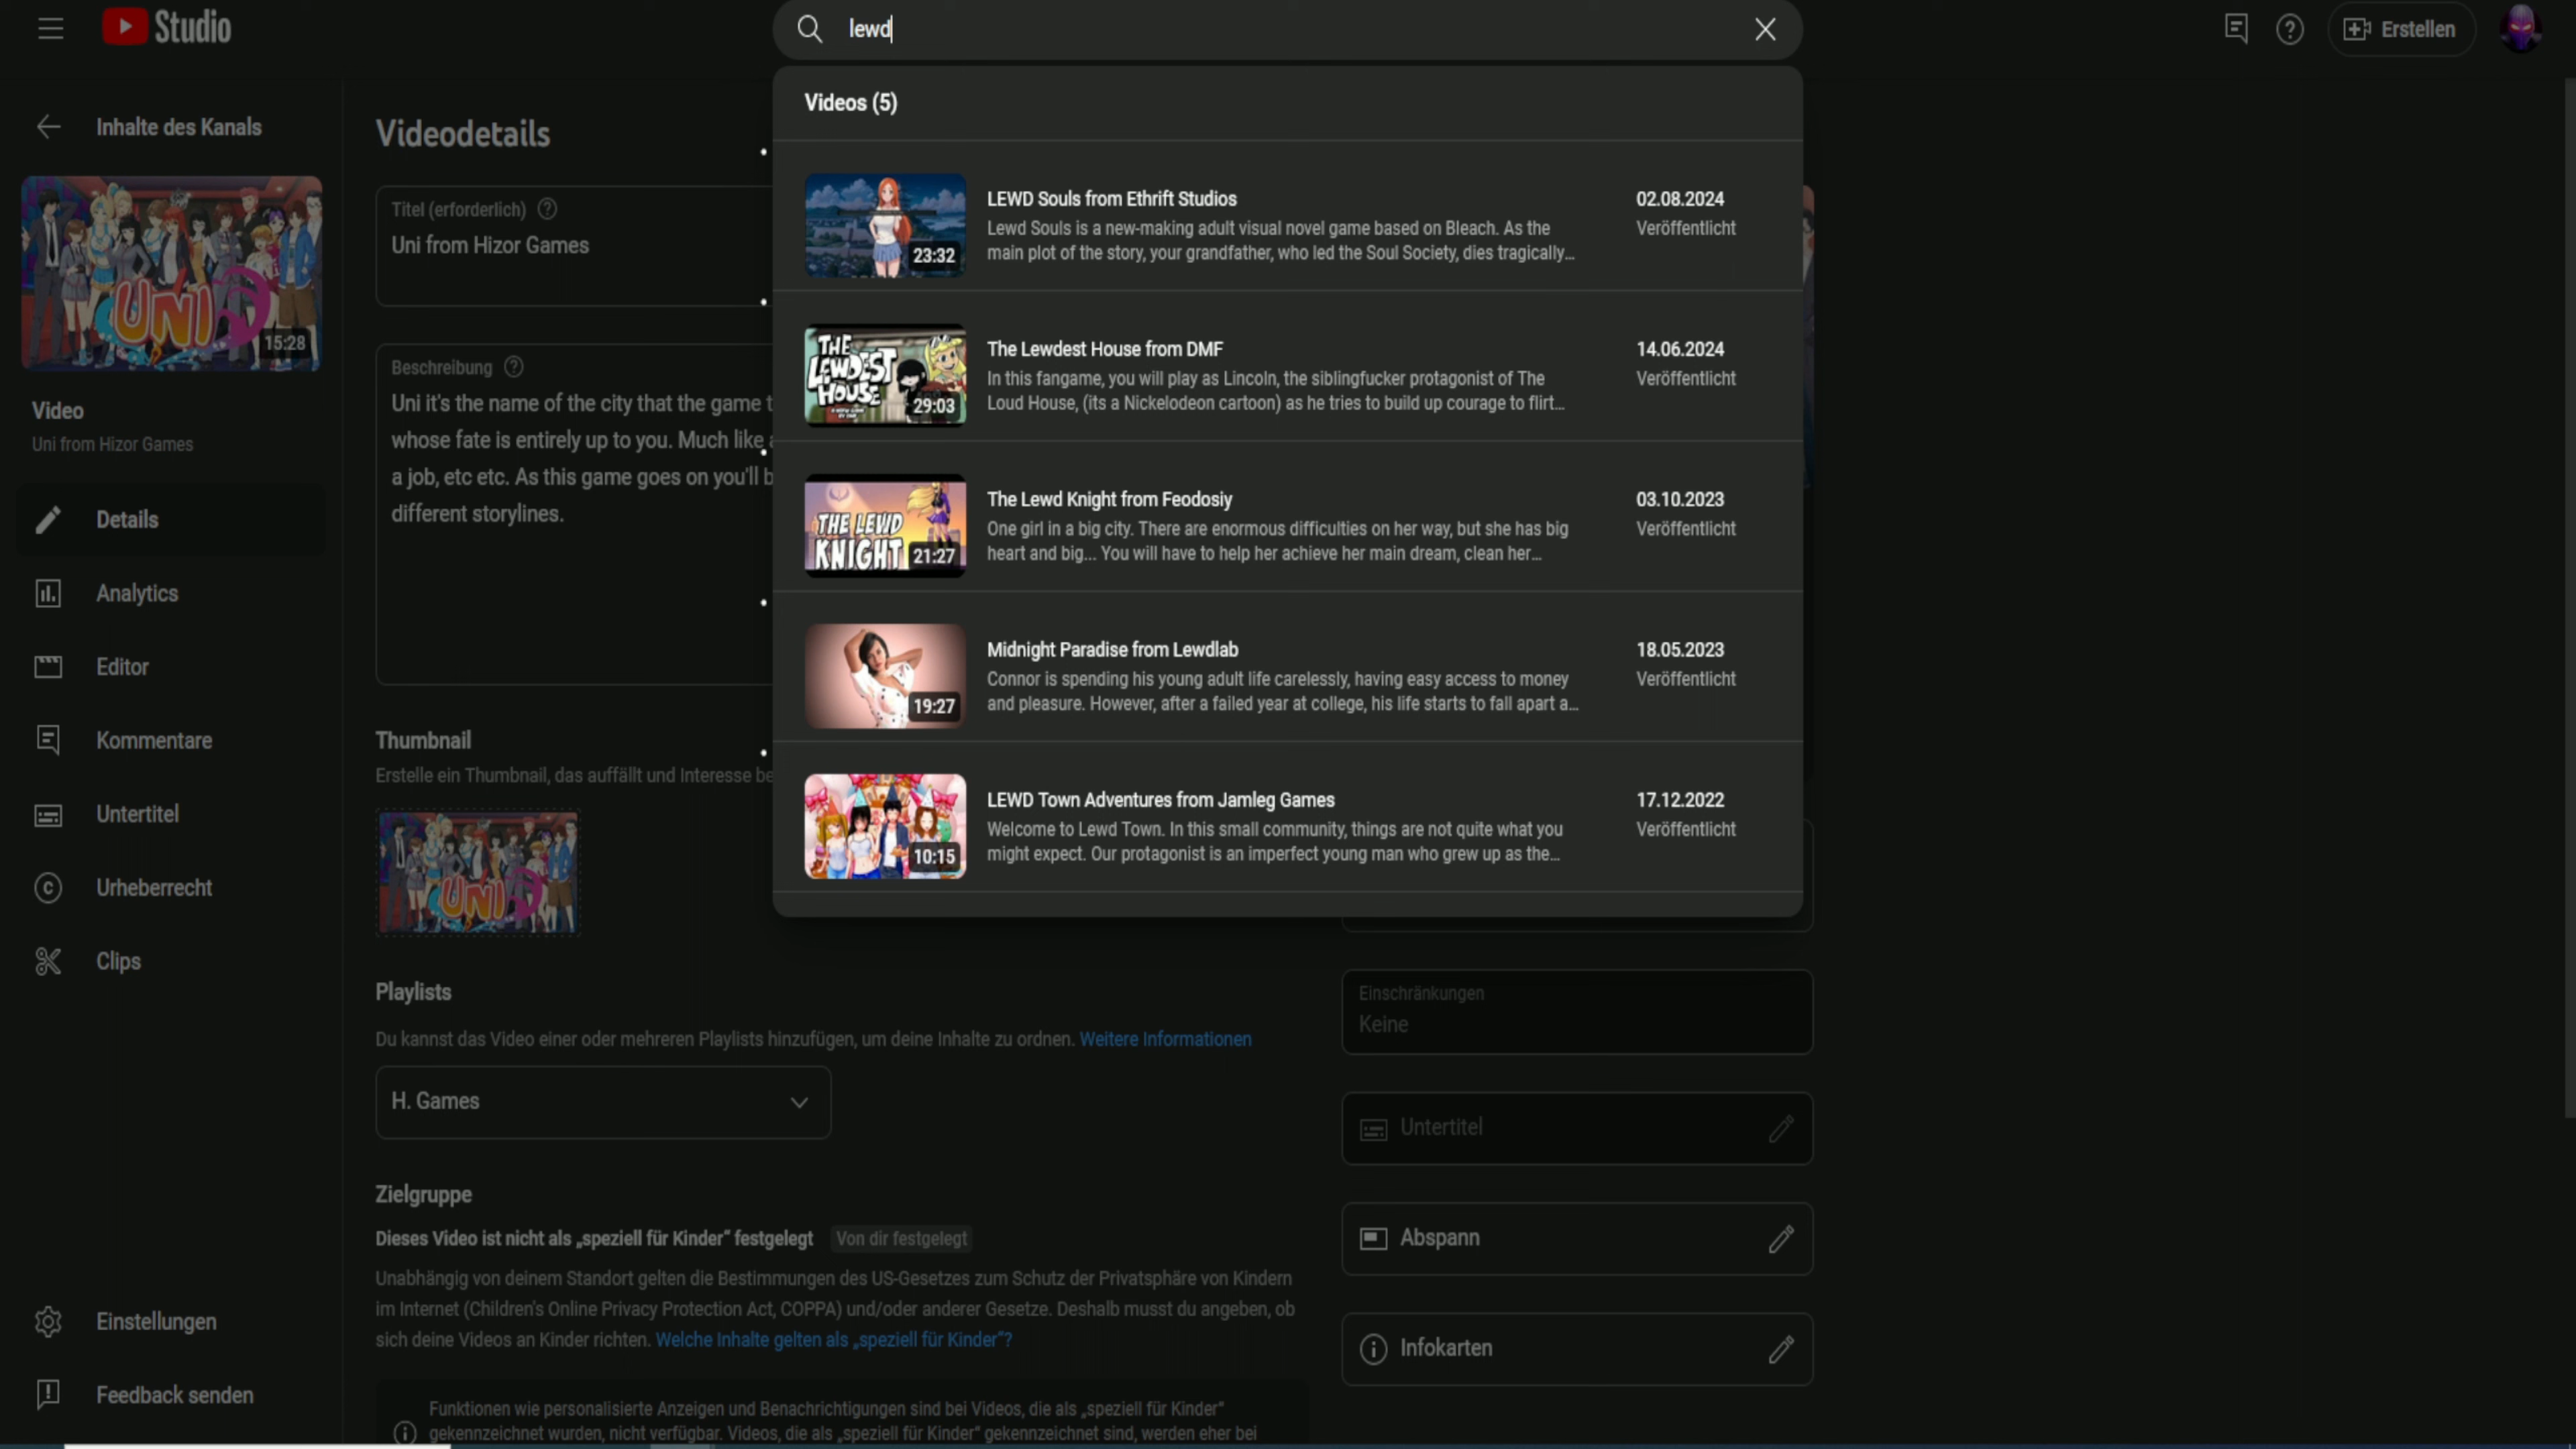 Studio
lewd
Erstellen
Inhalte des Kanals
UNI
15:28
Video
Uni from Hizor Games
Details
Analytics
Editor
Kommentare
Untertitel
Urheberrecht
Clips
Einstellungen
Feedback senden
Videodetails
Titel (erforderlich)
Uni from Hizor Games
Beschreibung
Uni it's the name of the city that the game t
whose fate is entirely up to you. Much like a
a job, etc etc. As this game goes on you'll b
different storylines.
Thumbnail
Erstelle ein Thumbnail, das auffällt und Interesse be
UNI
Playlists
Du kannst das Video einer oder mehreren Playlists hinzufügen, um deine Inhalte zu ordnen. Weitere Informationen
H. Games
Zielgruppe
Dieses Video ist nicht als „speziell für Kinder“ festgelegt Von dir festgelegt
Unabhängig von deinem Standort gelten die Bestimmungen des US-Gesetzes zum Schutz der Privatsphäre von Kindern
im Internet (Children's Online Privacy Protection Act, COPPA) und/oder anderer Gesetze. Deshalb musst du angeben, ob
sich deine Videos an Kinder richten. Welche Inhalte gelten als „speziell für Kinder“?
Funktionen wie personalisierte Anzeigen und Benachrichtigungen sind bei Videos, die als „speziell für Kinder“
gekennzeichnet wurden, nicht verfügbar. Videos, die als „speziell für Kinder“ gekennzeichnet sind, werden eher bei
Videos (5)
23:32
LEWD Souls from Ethrift Studios
Lewd Souls is a new-making adult visual novel game based on Bleach. As the
main plot of the story, your grandfather, who led the Soul Society, dies tragically...
02.08.2024
Veröffentlicht
THE
LEWDEST
HOUSE
29:03
The Lewdest House from DMF
In this fangame, you will play as Lincoln, the siblingfucker protagonist of The
Loud House, (its a Nickelodeon cartoon) as he tries to build up courage to flirt...
14.06.2024
Veröffentlicht
THE LEWD
KNIGHT
21:27
The Lewd Knight from Feodosiy
One girl in a big city. There are enormous difficulties on her way, but she has big
heart and big... You will have to help her achieve her main dream, clean her...
03.10.2023
Veröffentlicht
19:27
Midnight Paradise from Lewdlab
Connor is spending his young adult life carelessly, having easy access to money
and pleasure. However, after a failed year at college, his life starts to fall apart a...
18.05.2023
Veröffentlicht
10:15
LEWD Town Adventures from Jamleg Games
Welcome to Lewd Town. In this small community, things are not quite what you
might expect. Our protagonist is an imperfect young man who grew up as the...
17.12.2022
Veröffentlicht
Einschränkungen
Keine
Untertitel
Abspann
Infokarten